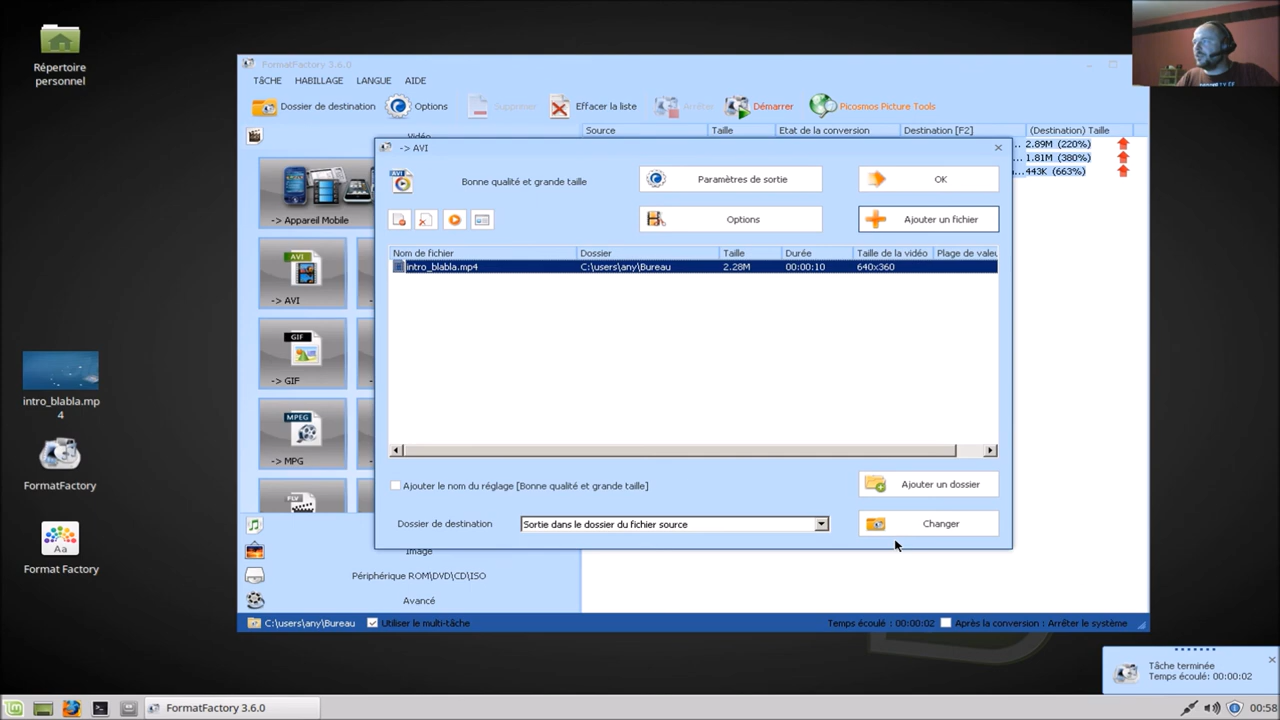 Répertoire
personnel
intro_blabla.mp
4
FormatFactory
Format Factory
FormatFactory 3.6.0
TâCHE HABILLAGE LANGUE AIDE
Dossier de destination Options Supprimer Effacer la liste Arrêter Démarrer Picosmos Picture Tools
Vidéo
Source Taille Etat de la conversion Destination [F2] (Destination) Taille
... 2.89M (220%)
... 1.81M (380%)
... 443K (663%)
-> Appareil Mobile
AVI
-> AVI
GIF
-> GIF
MPEG
-> MPG
FLV
-> AVI
AVI
Bonne qualité et grande taille
Paramètres de sortie
OK
Options
Ajouter un fichier
Nom de fichier Dossier Taille Durée Taille de la vidéo Plage de valeu
intro_blabla.mp4 C:\users\any\Bureau 2.28M 00:00:10 640x360
Ajouter le nom du réglage [Bonne qualité et grande taille]
Ajouter un dossier
Dossier de destination Sortie dans le dossier du fichier source
Changer
Image
Périphérique ROM\DVD\CD\ISO
Avancé
C:\users\any\Bureau Utiliser le multi-tâche Temps écoulé : 00:00:02 Après la conversion : Arrêter le système
Aa
Tâche terminée
Temps écoulé: 00:00:02
FormatFactory 3.6.0
00:58